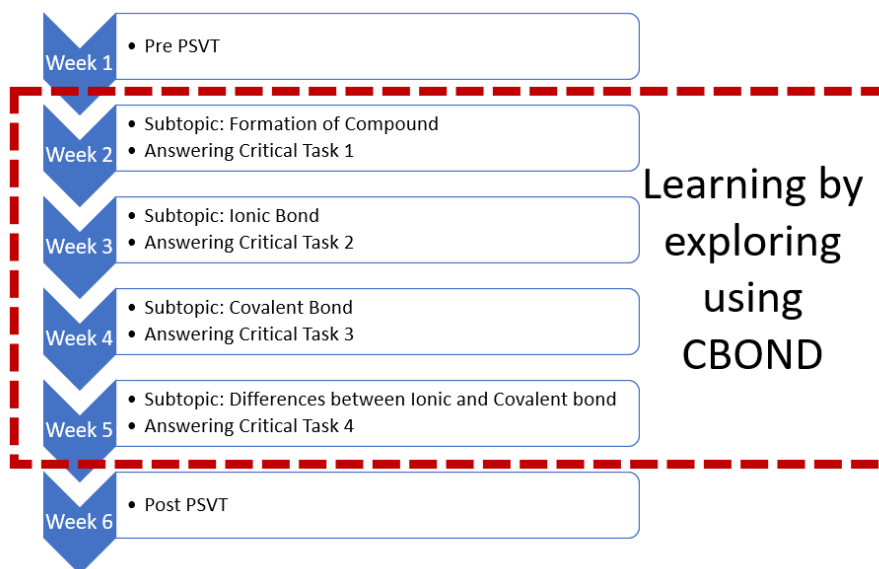 Week 1
• Pre PSVT
Week 2
• Subtopic: Formation of Compound
• Answering Critical Task 1
Week 3
• Subtopic: Ionic Bond
• Answering Critical Task 2
Week 4
• Subtopic: Covalent Bond
• Answering Critical Task 3
Week 5
• Subtopic: Differences between Ionic and Covalent bond
• Answering Critical Task 4
Week 6
• Post PSVT
Learning by
exploring
using
CBOND